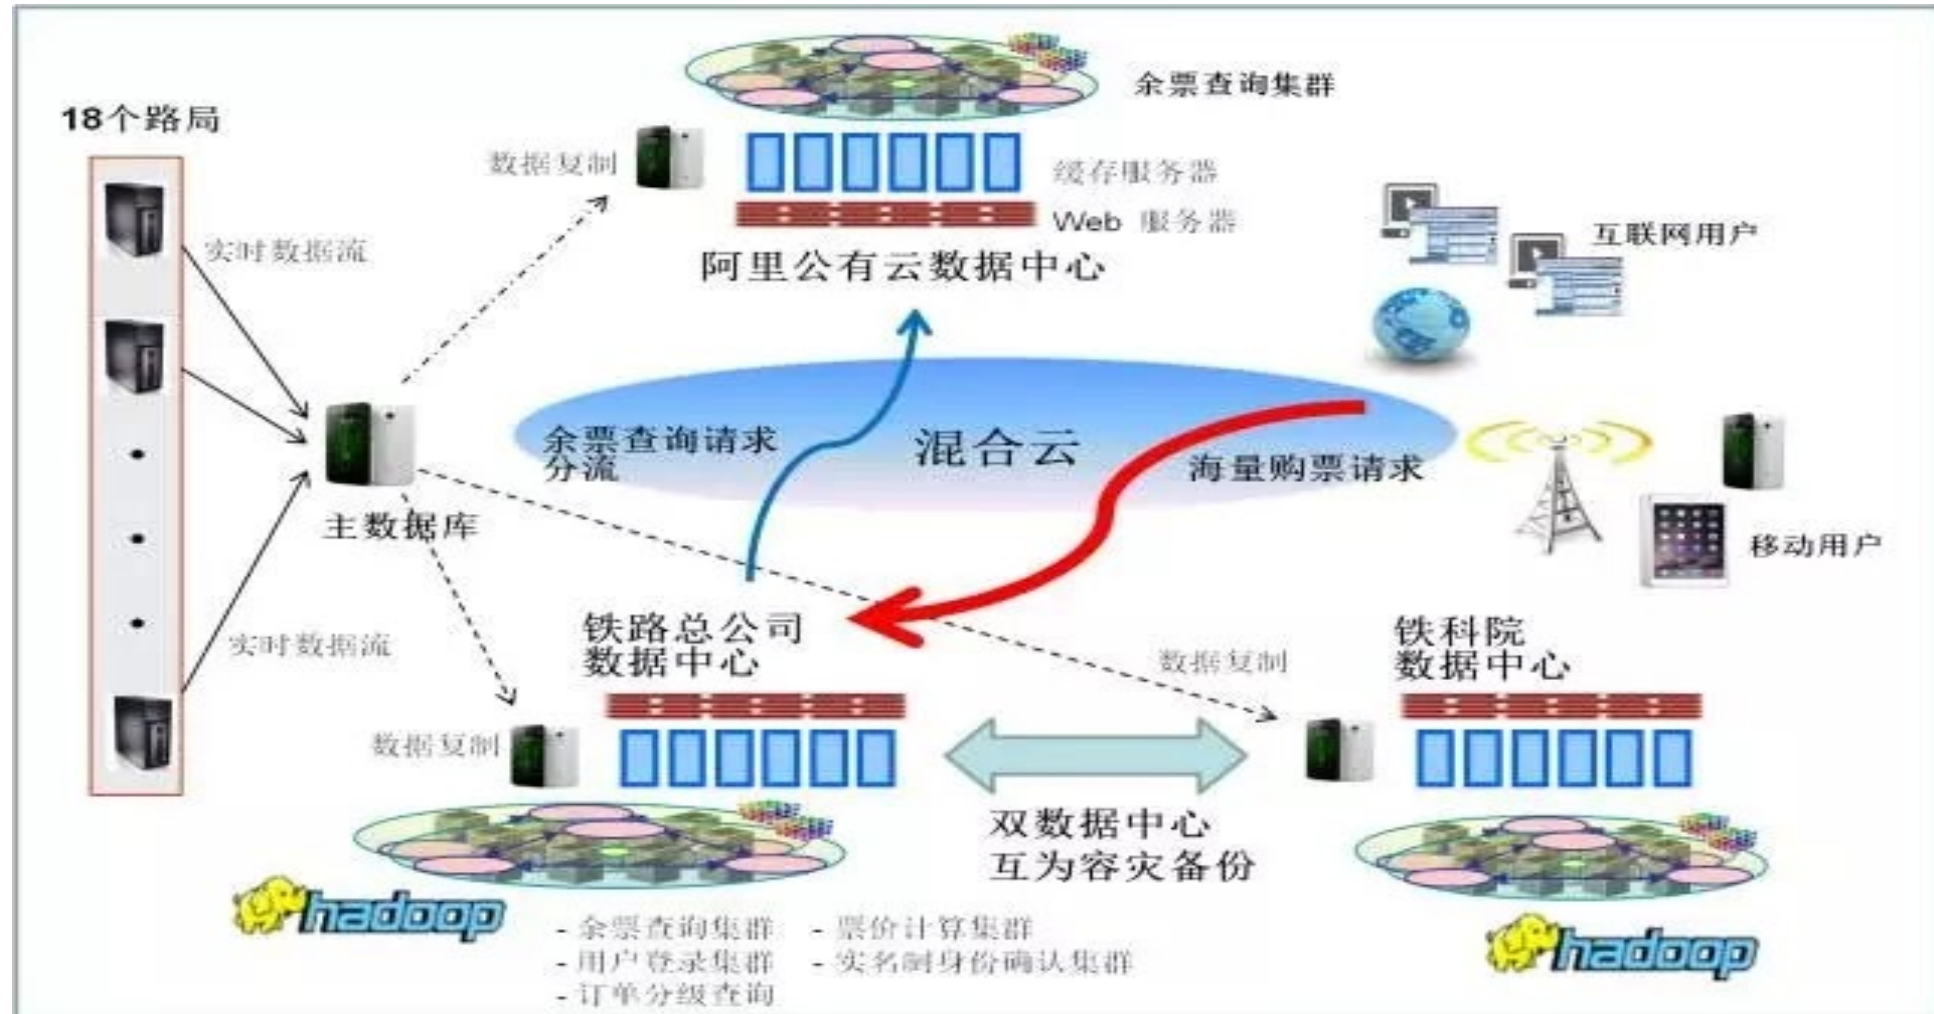 余票查询集群
18个路局
数据复制
缓存服务器
Web 服务器
实时数据流
互联网用户
阿里公有云数据中心
余票查询请求
分流
混合云
海量购票请求
主数据库
移动用户
铁路总公司
数据中心
铁科院
数据中心
实时数据流
数据复制
数据复制
双数据中心
互为容灾备份
hadoop
- 余票查询集群
- 票价计算集群
- 用户登录集群
- 实名制身份确认集群
- 订单分级查询
hadoop